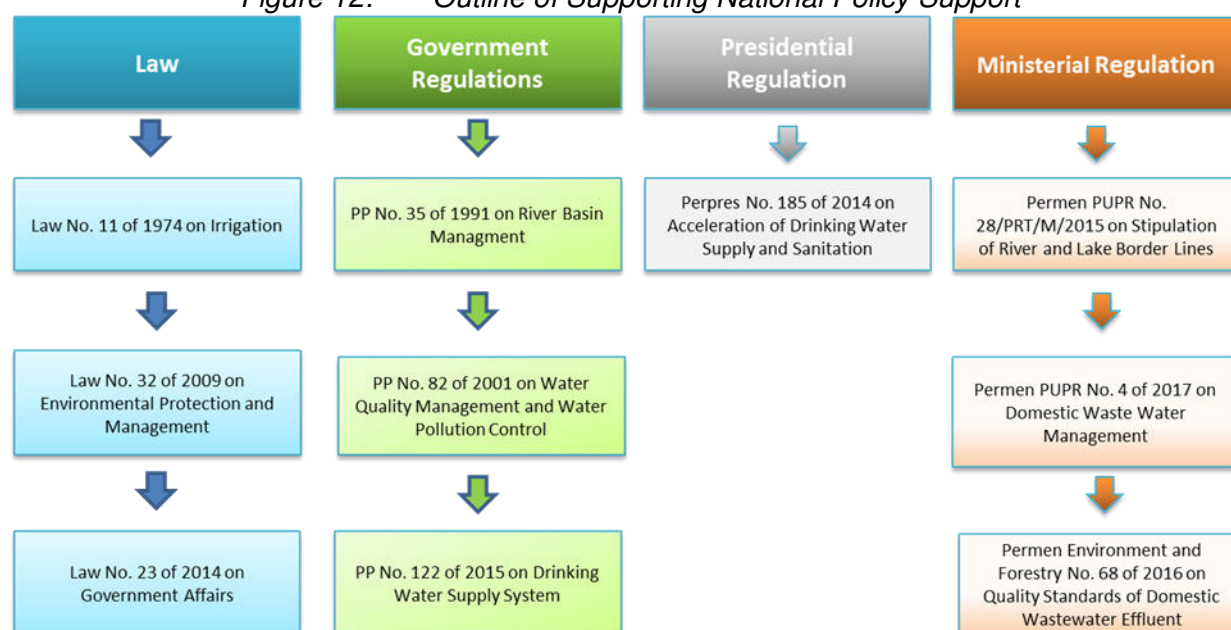 Figure 12: Outline of Supporting National Policy Support
Law
Government
Regulations
Presidential
Regulation
Ministerial Regulation
Law No. 11 of 1974 on Irrigation
PP No. 35 of 1991 on River Basin
Managment
Perpres No. 185 of 2014 on
Acceleration of Drinking Water
Supply and Sanitation
Permen PUPR No.
28/PRT/M/2015 on Stipulation
of River and Lake Border Lines
Law No. 32 of 2009 on
Environmental Protection and
Management
PP No. 82 of 2001 on Water
Quality Management and Water
Pollution Control
Permen PUPR No. 4 of 2017 on
Domestic Waste Water
Management
Law No. 23 of 2014 on
Government Affairs
PP No. 122 of 2015 on Drinking
Water Supply System
Permen Environment and
Forestry No. 68 of 2016 on
Quality Standards of Domestic
Wastewater Effluent